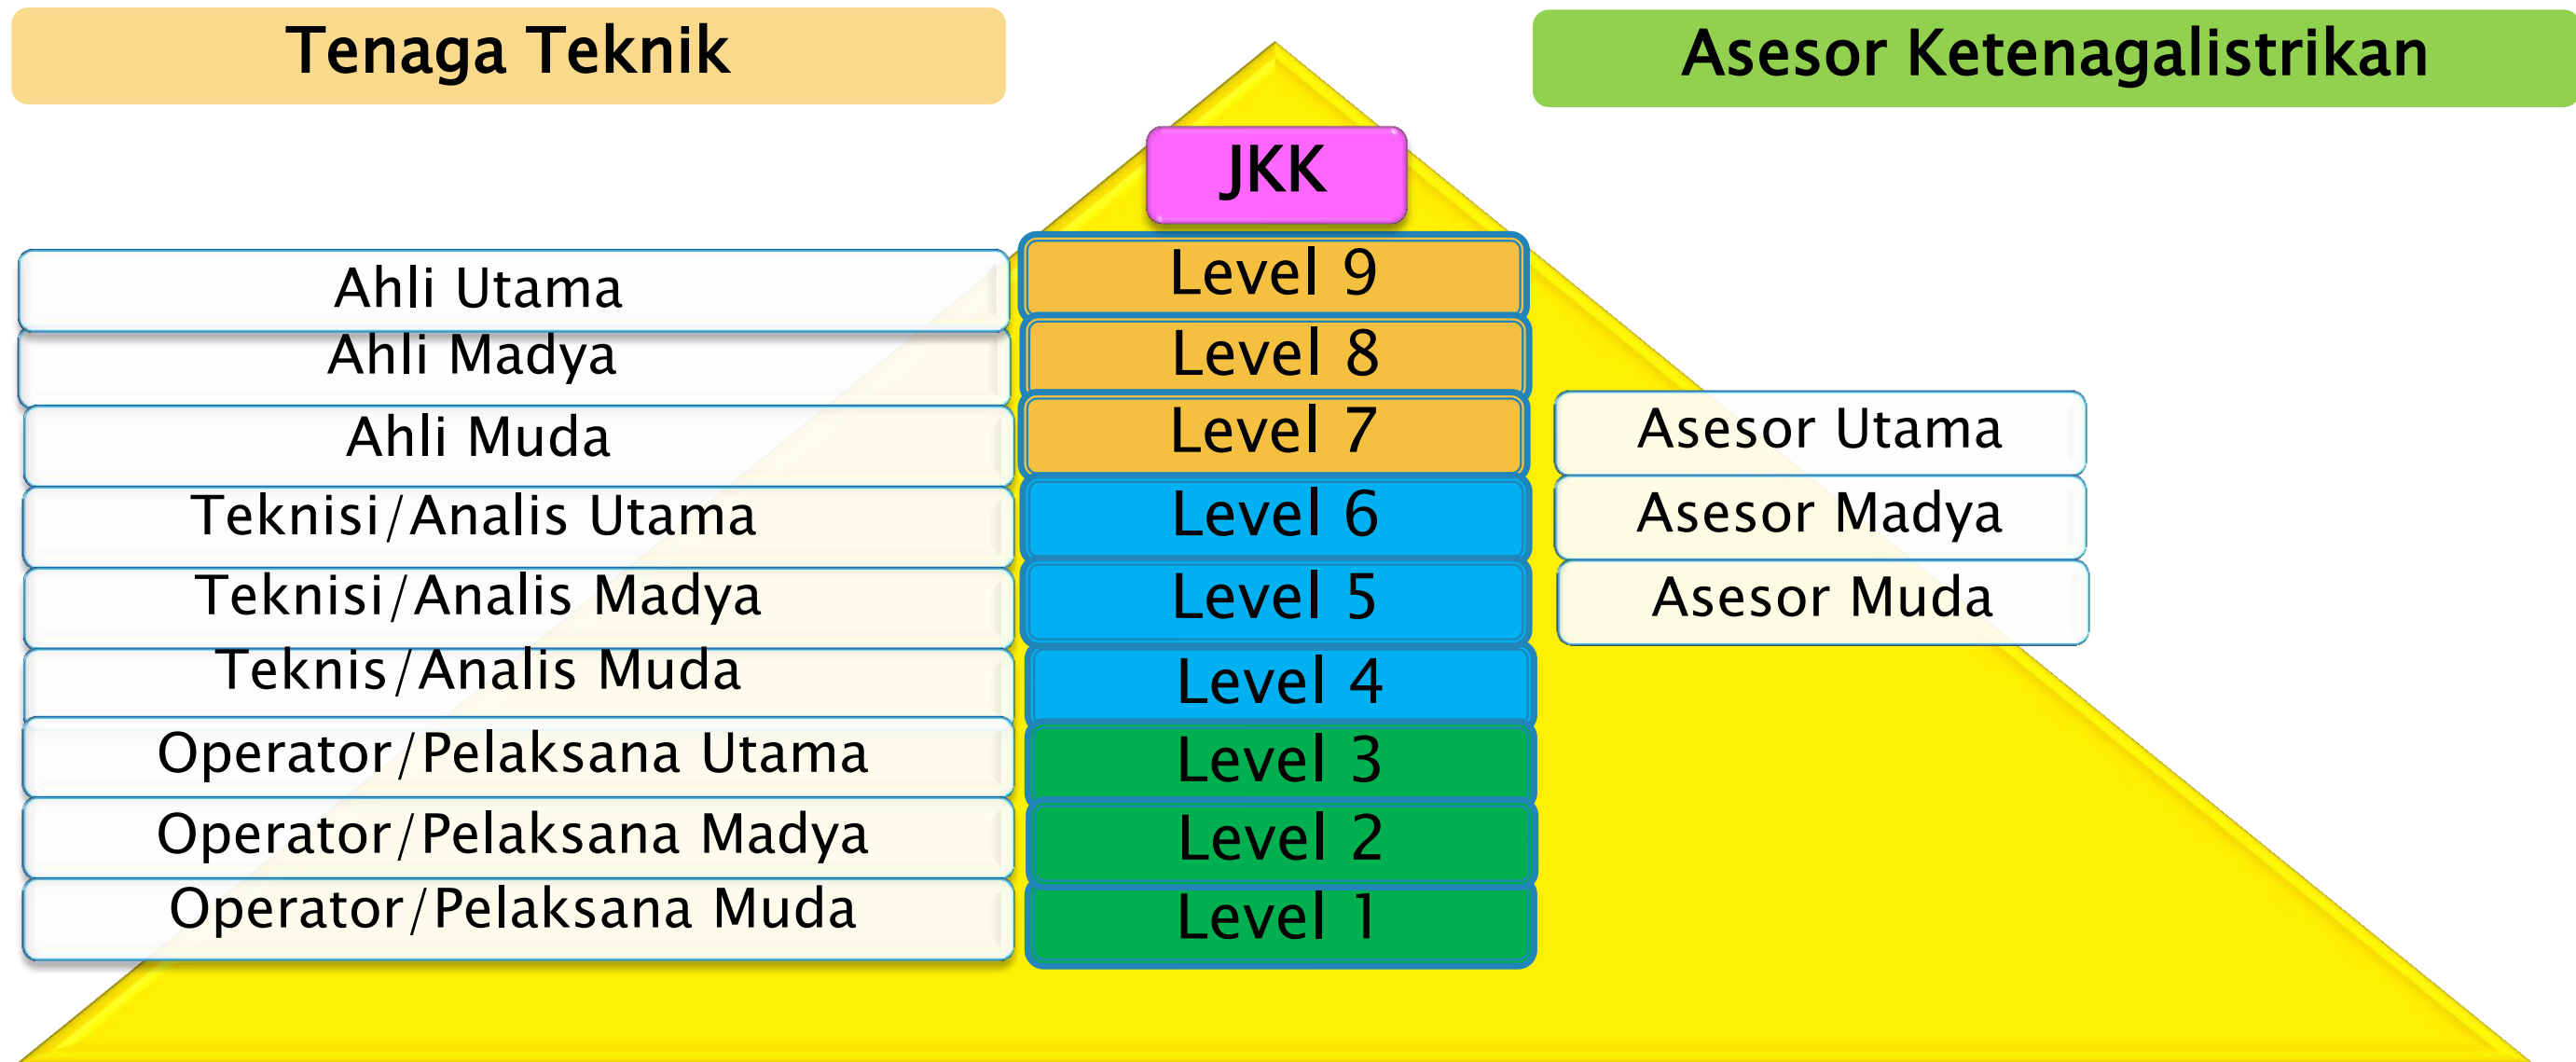 Tenaga Teknik
Asesor Ketenagalistrikan
JKK
Ahli Utama
Level 9
Ahli Madya
Level 8
Ahli Muda
Level 7
Asesor Utama
Teknisi/Analis Utama
Level 6
Asesor Madya
Teknisi/Analis Madya
Level 5
Asesor Muda
Teknis/Analis Muda
Level 4
Operator/Pelaksana Utama
Level 3
Operator/Pelaksana Madya
Level 2
Operator/Pelaksana Muda
Level 1